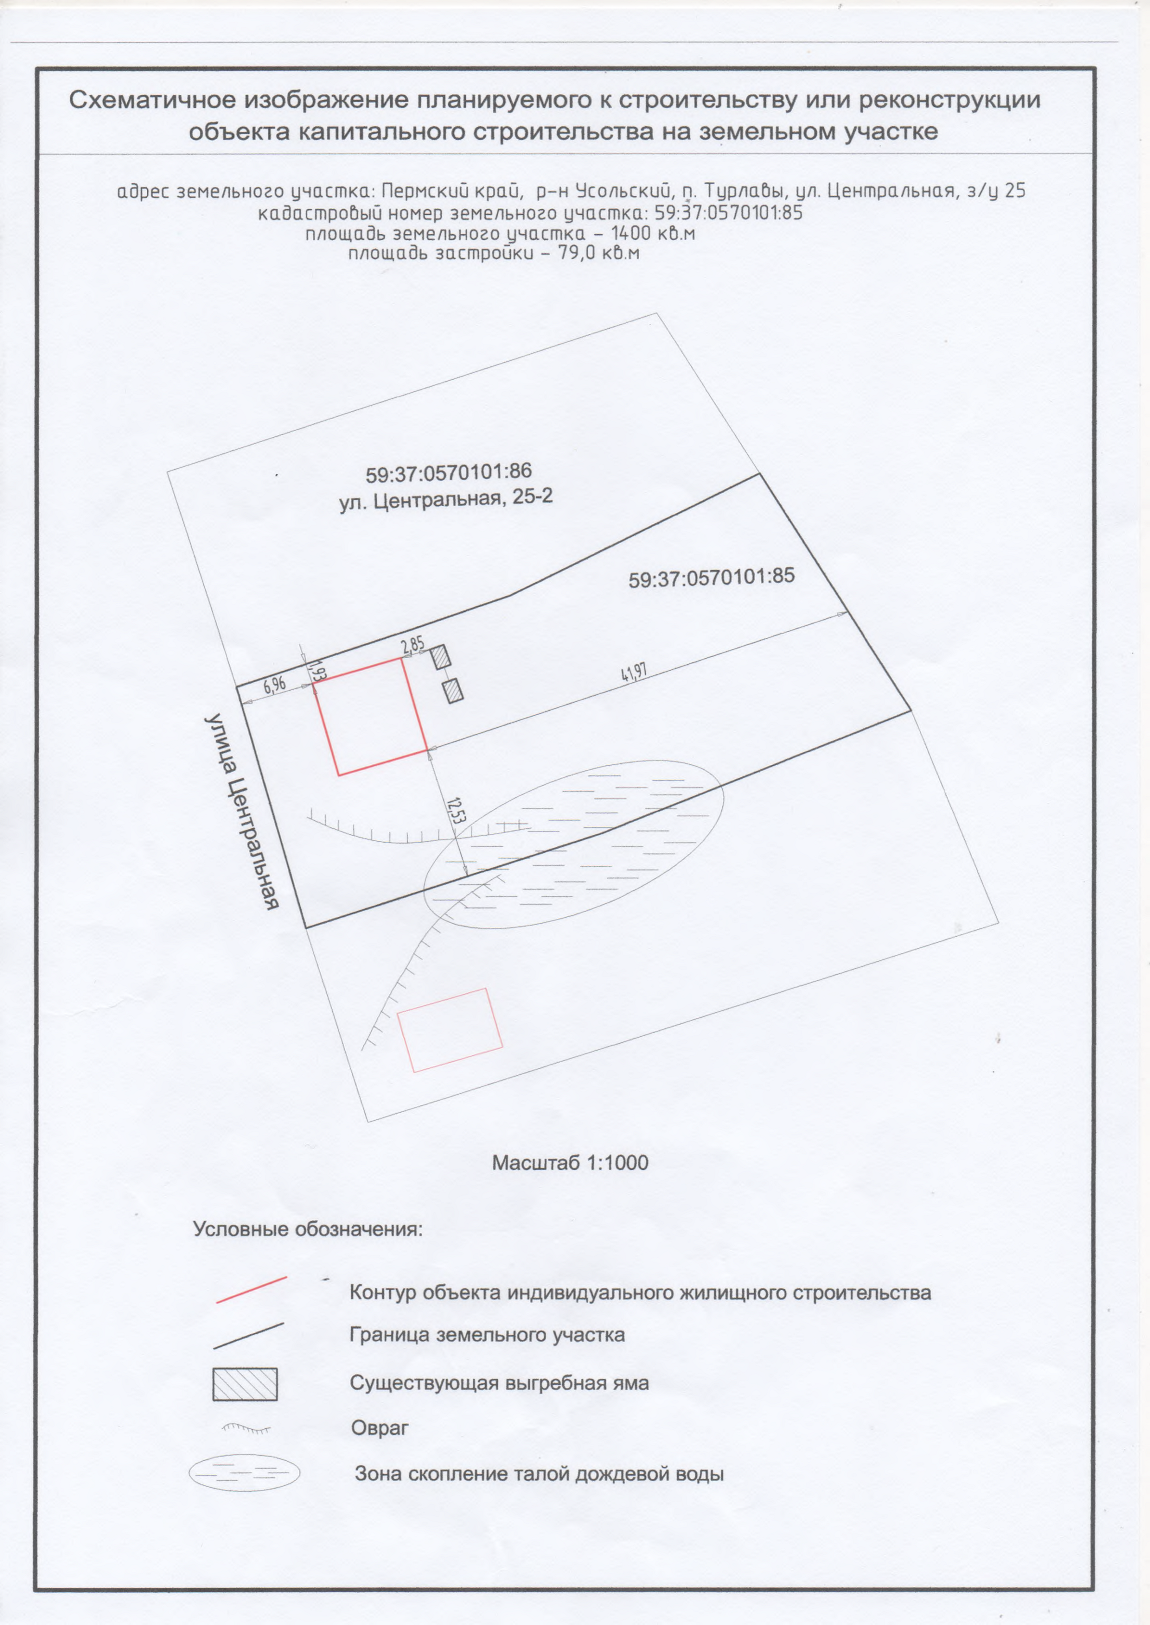 Схематичное изображение планируемого к строительству или реконструкции
объекта капитального строительства на земельном участке
адрес земельного участка: Пермский край, р-н Усольский, п. Турлавы, ул. Центральная, з/у 25
кадастровый номер земельного участка: 59:37:0570101:85
площадь земельного участка – 1400 кв.м
площадь застройки – 79,0 кв.м
59:37:0570101:86
ул. Центральная, 25-2
59:37:0570101:85
2,85
1,93
6,96
41,97
улица Центральная
12,53
Масштаб 1:1000
Условные обозначения:
Контур объекта индивидуального жилищного строительства
Граница земельного участка
Существующая выгребная яма
Овраг
Зона скопление талой дождевой воды